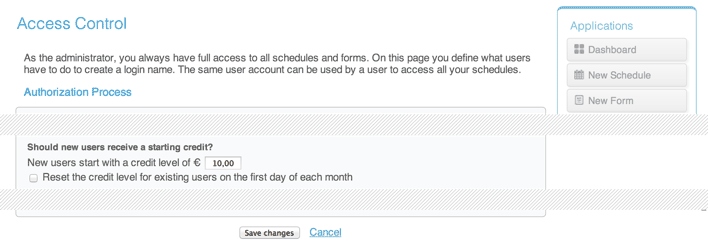 Access Control
As the administrator, you always have full access to all schedules and forms. On this page you define what users
have to do to create a login name. The same user account can be used by a user to access all your schedules.
Authorization Process
Should new users receive a starting credit?
New users start with a credit level of € 10,00
Reset the credit level for existing users on the first day of each month
Save changes Cancel
Applications
Dashboard
New Schedule
New Form